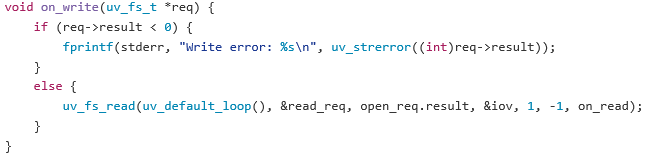 void on_write(uv_fs_t *req) {
    if (req->result < 0) {
        fprintf(stderr, "Write error: %s\n", uv_strerror((int)req->result));
    }
    else {
        uv_fs_read(uv_default_loop(), &read_req, open_req.result, &iov, 1, -1, on_read);
    }
}